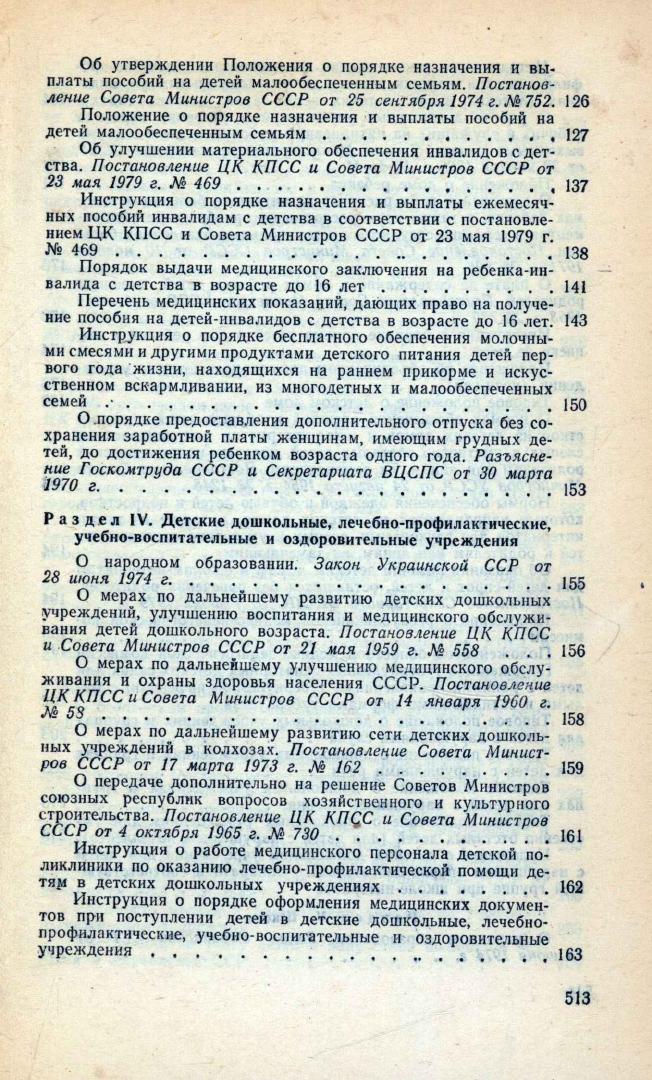 Об утверждении Положения о порядке назначения и вы-
платы пособий на детей малообеспеченным семьям. Постанов-
ление Совета Министров СССР от 25 сентября 1974 г. № 752. 126
Положение о порядке назначения и выплаты пособий на
детей малообеспеченным семьям . . . . . . . . . . . 127
Об улучшении материального обеспечения инвалидов с дет-
ства. Постановление ЦК КПСС и Совета Министров СССР от
23 мая 1979 г. № 469 . . . . . . . . . . . . . . . 137
Инструкция о порядке назначения и выплаты ежемесяч-
ных пособий инвалидам с детства в соответствии с постановле-
нием ЦК КПСС и Совета Министров СССР от 23 мая 1979 г.
№ 469 . . . . . . . . . . . . . . . . . . . . . 138
Порядок выдачи медицинского заключения на ребенка-ин-
валида с детства в возрасте до 16 лет . . . . . . . . . 141
Перечень медицинских показаний, дающих право на получе-
ние пособия на детей-инвалидов с детства в возрасте до 16 лет. 143
Инструкция о порядке бесплатного обеспечения молочны-
ми смесями и другими продуктами детского питания детей пер-
вого года жизни, находящихся на раннем прикорме и искус-
ственном вскармливании, из многодетных и малообеспеченных
семей . . . . . . . . . . . . . . . . . . . . . 150
О порядке предоставления дополнительного отпуска без со-
хранения заработной платы женщинам, имеющим грудных де-
тей, до достижения ребенком возраста одного года. Разъясне-
ние Госкомтруда СССР и Секретариата ВЦСПС от 30 марта
1970 г. . . . . . . . . . . . . . . . . . . . . . 153
Раздел IV. Детские дошкольные, лечебно-профилактические,
учебно-воспитательные и оздоровительные учреждения
О народном образовании. Закон Украинской ССР от
28 июня 1974 г. . . . . . . . . . . . . . . . . . . 155
О мерах по дальнейшему развитию детских дошкольных
учреждений, улучшению воспитания и медицинского обслужи-
вания детей дошкольного возраста. Постановление ЦК КПСС
и Совета Министров СССР от 21 мая 1959 г. № 558 . . . 156
О мерах по дальнейшему улучшению медицинского обслу-
живания и охраны здоровья населения СССР. Постановление
ЦК КПСС и Совета Министров СССР от 14 января 1960 г.
№ 58 . . . . . . . . . . . . . . . . . . . . . . 158
О мерах по дальнейшему развитию сети детских дошколь-
ных учреждений в колхозах. Постановление Совета Минист-
ров СССР от 17 марта 1973 г. № 162 . . . . . . . . . 159
О передаче дополнительно на решение Советов Министров
союзных республик вопросов хозяйственного и культурного
строительства. Постановление ЦК КПСС и Совета Министров
СССР от 4 октября 1965 г. № 730 . . . . . . . . . . . 161
Инструкция о работе медицинского персонала детской по-
ликлиники по оказанию лечебно-профилактической помощи де-
тям в детских дошкольных учреждениях . . . . . . . . 162
Инструкция о порядке оформления медицинских докумен-
тов при поступлении детей в детские дошкольные, лечебно-
профилактические, учебно-воспитательные и оздоровительные
учреждения . . . . . . . . . . . . . . . . . . . 163
513